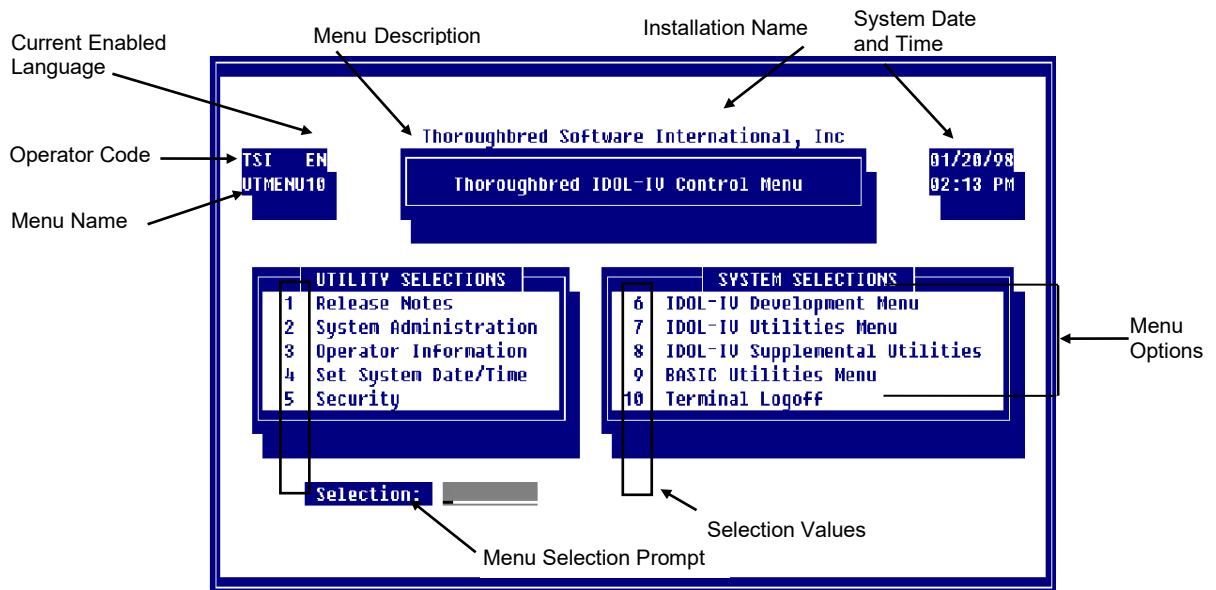 System Date
and Time
Installation Name
Menu Description
Current Enabled
Language
Thoroughbred Software International, Inc
Operator Code
TSI EN
01/20/98
UTMENU10
Thoroughbred IDOL-IV Control Menu
02:13 PM
Menu Name
UTILITY SELECTIONS
1 Release Notes
2 System Administration
3 Operator Information
4 Set System Date/Time
5 Security
SYSTEM SELECTIONS
6 IDOL-IV Development Menu
7 IDOL-IV Utilities Menu
8 IDOL-IV Supplemental Utilities
9 BASIC Utilities Menu
10 Terminal Logoff
Menu
Options
Selection:
Selection Values
Menu Selection Prompt